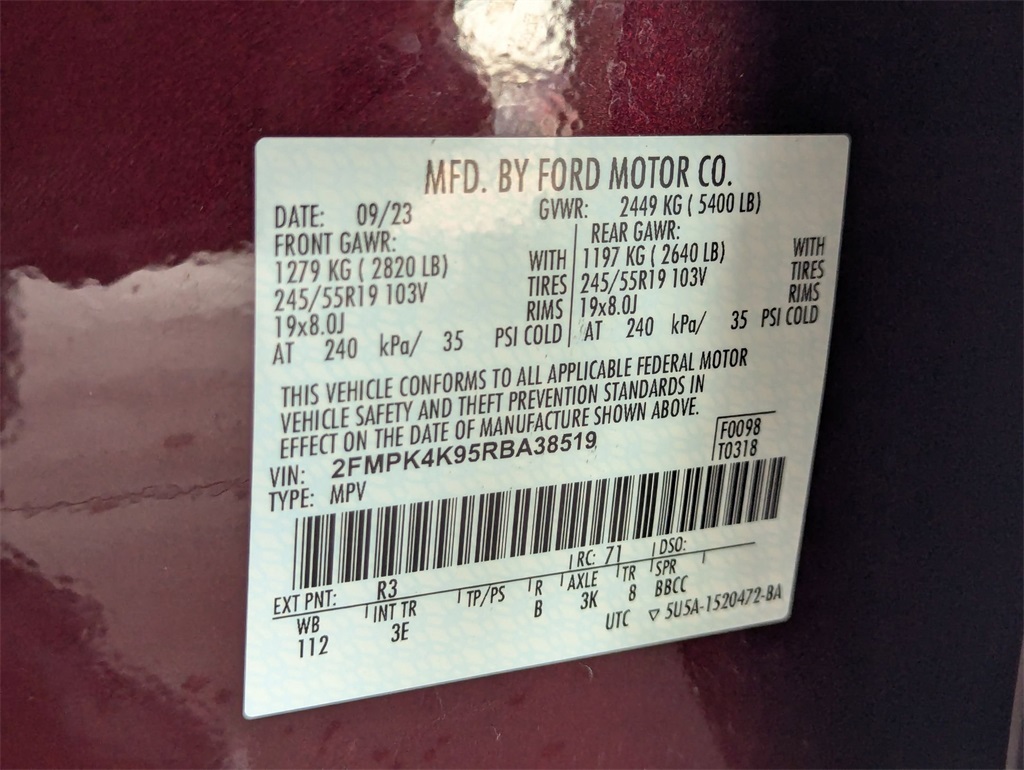 MFD. BY FORD MOTOR CO.
DATE: 09/23 GVWR: 2449 KG ( 5400 LB)
FRONT GAWR: REAR GAWR:
1279 KG ( 2820 LB) WITH 1197 KG ( 2640 LB) WITH
245/55R19 103V TIRES 245/55R19 103V TIRES
19x8.0J RIMS 19x8.0J RIMS
AT 240 kPa/ 35 PSI COLD AT 240 kPa/ 35 PSI COLD
THIS VEHICLE CONFORMS TO ALL APPLICABLE FEDERAL MOTOR
VEHICLE SAFETY AND THEFT PREVENTION STANDARDS IN
EFFECT ON THE DATE OF MANUFACTURE SHOWN ABOVE.
VIN: 2FMPK4K95RBA38519 F0098
TYPE: MPV T0318
EXT PNT: R3 RC: 71 DSO:
WB INT TR TP/PS R AXLE TR SPR
112 3E B 3K 8 BBCC
UTC ▽ 5U5A-1520472-BA